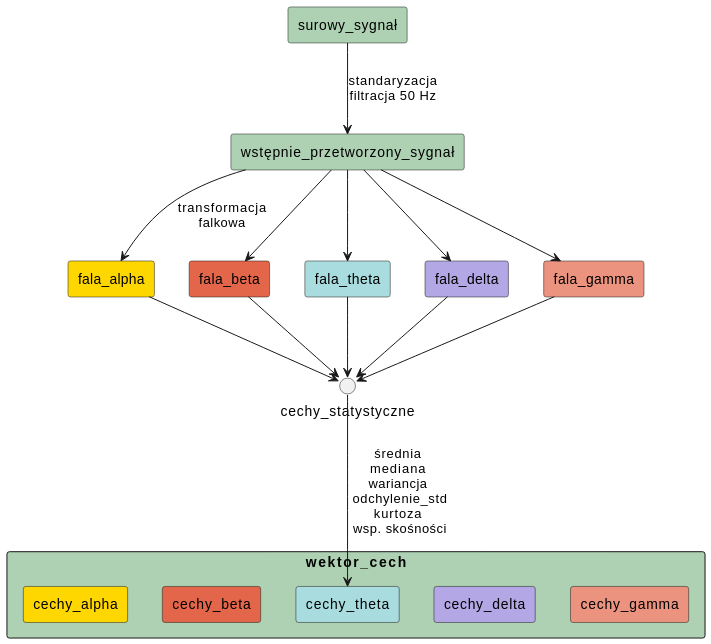 surowy_sygnał
standaryzacja
filtracja 50 Hz
wstępnie_przetworzony_sygnał
transformacja
falkowa
fala_alpha
fala_beta
fala_theta
fala_delta
fala_gamma
cechy_statystyczne
średnia
mediana
wariancja
odchylenie_std
kurtoza
wsp. skośności
wektor_cech
cechy_alpha
cechy_beta
cechy_theta
cechy_delta
cechy_gamma